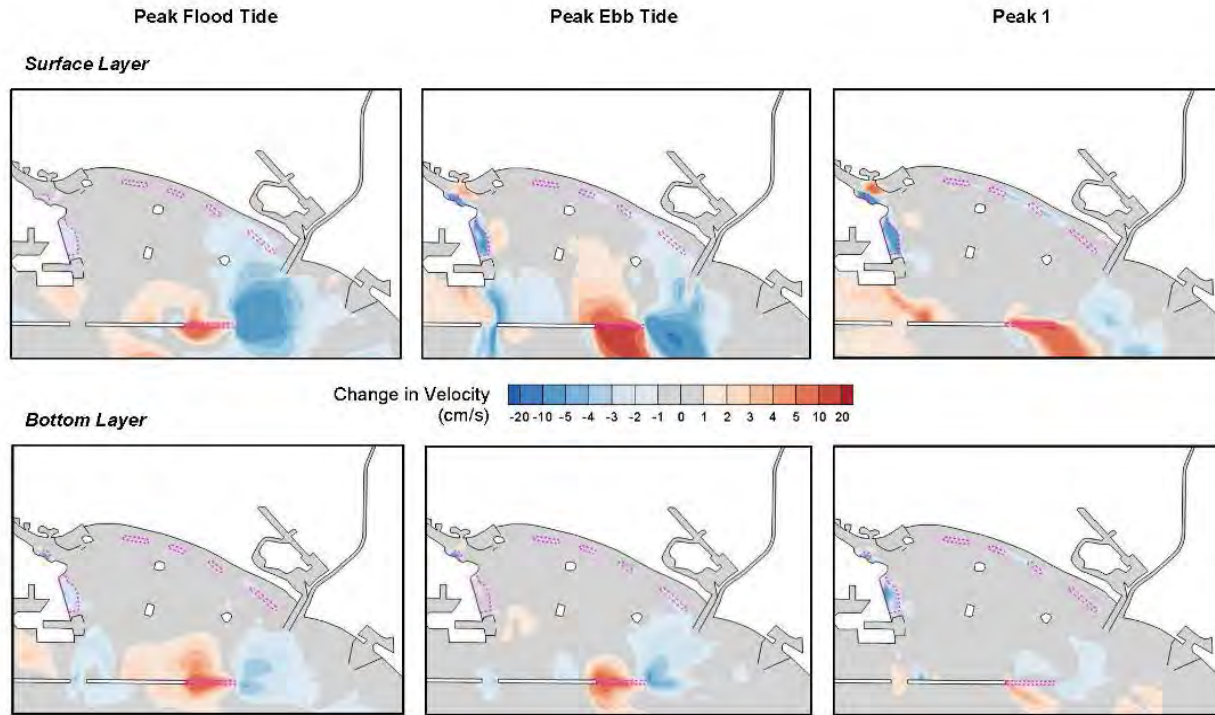 Peak Flood Tide
Peak Ebb Tide
Peak 1
Surface Layer
Change in Velocity
(cm/s)
-20 -10 -5 -4 -3 -2 -1 0 1 2 3 4 5 10 20
Bottom Layer